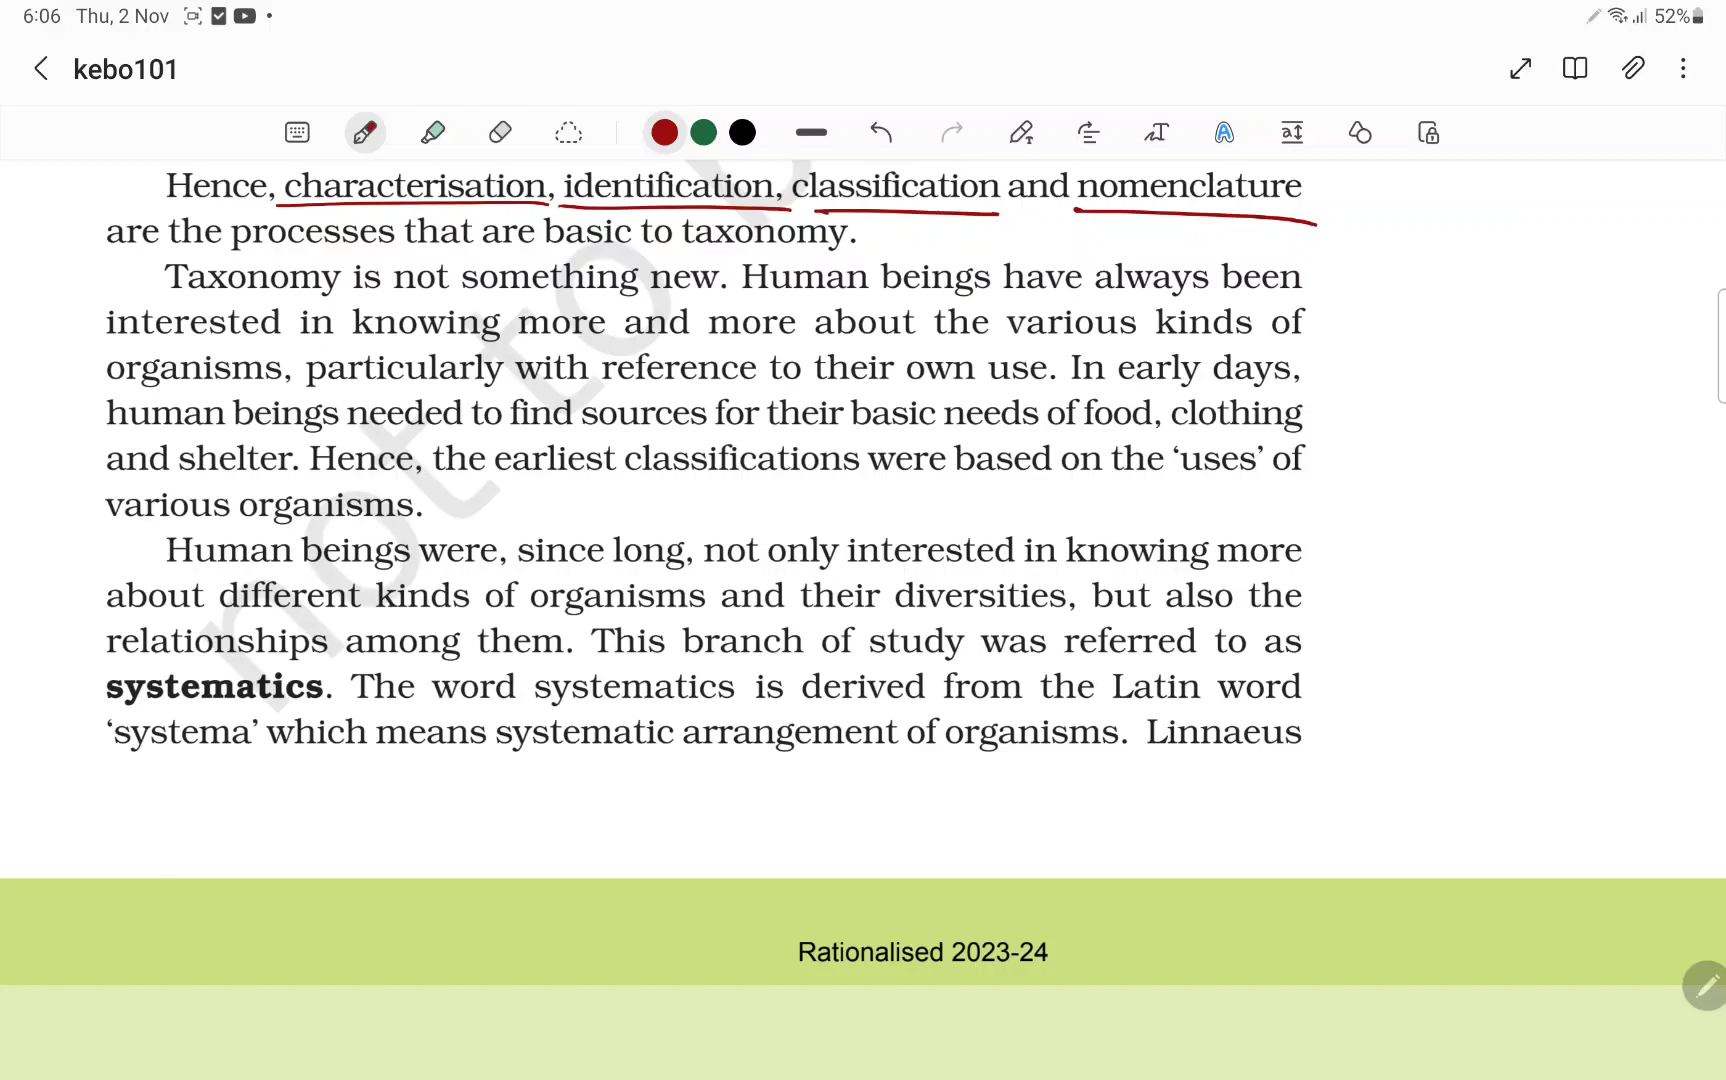 6:06 Thu, 2 Nov 52%
kebo101
Hence, characterisation, identification, classification and nomenclature
are the processes that are basic to taxonomy.
Taxonomy is not something new. Human beings have always been
interested in knowing more and more about the various kinds of
organisms, particularly with reference to their own use. In early days,
human beings needed to find sources for their basic needs of food, clothing
and shelter. Hence, the earliest classifications were based on the ‘uses’ of
various organisms.
Human beings were, since long, not only interested in knowing more
about different kinds of organisms and their diversities, but also the
relationships among them. This branch of study was referred to as
systematics. The word systematics is derived from the Latin word
‘systema’ which means systematic arrangement of organisms. Linnaeus
not to b
Rationalised 2023-24